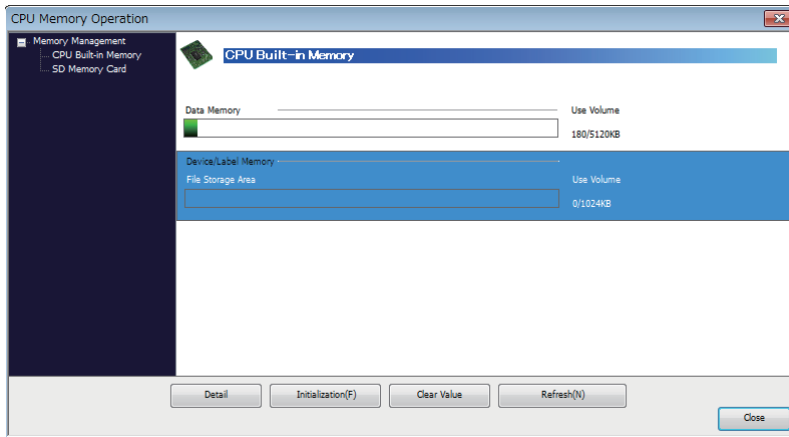 CPU Memory Operation
Memory Management
CPU Built-in Memory
SD Memory Card
CPU Built-in Memory
Data Memory
Use Volume
180/5120KB
Device/Label Memory
File Storage Area
Use Volume
0/1024KB
Detail
Initialization(F)
Clear Value
Refresh(N)
Close